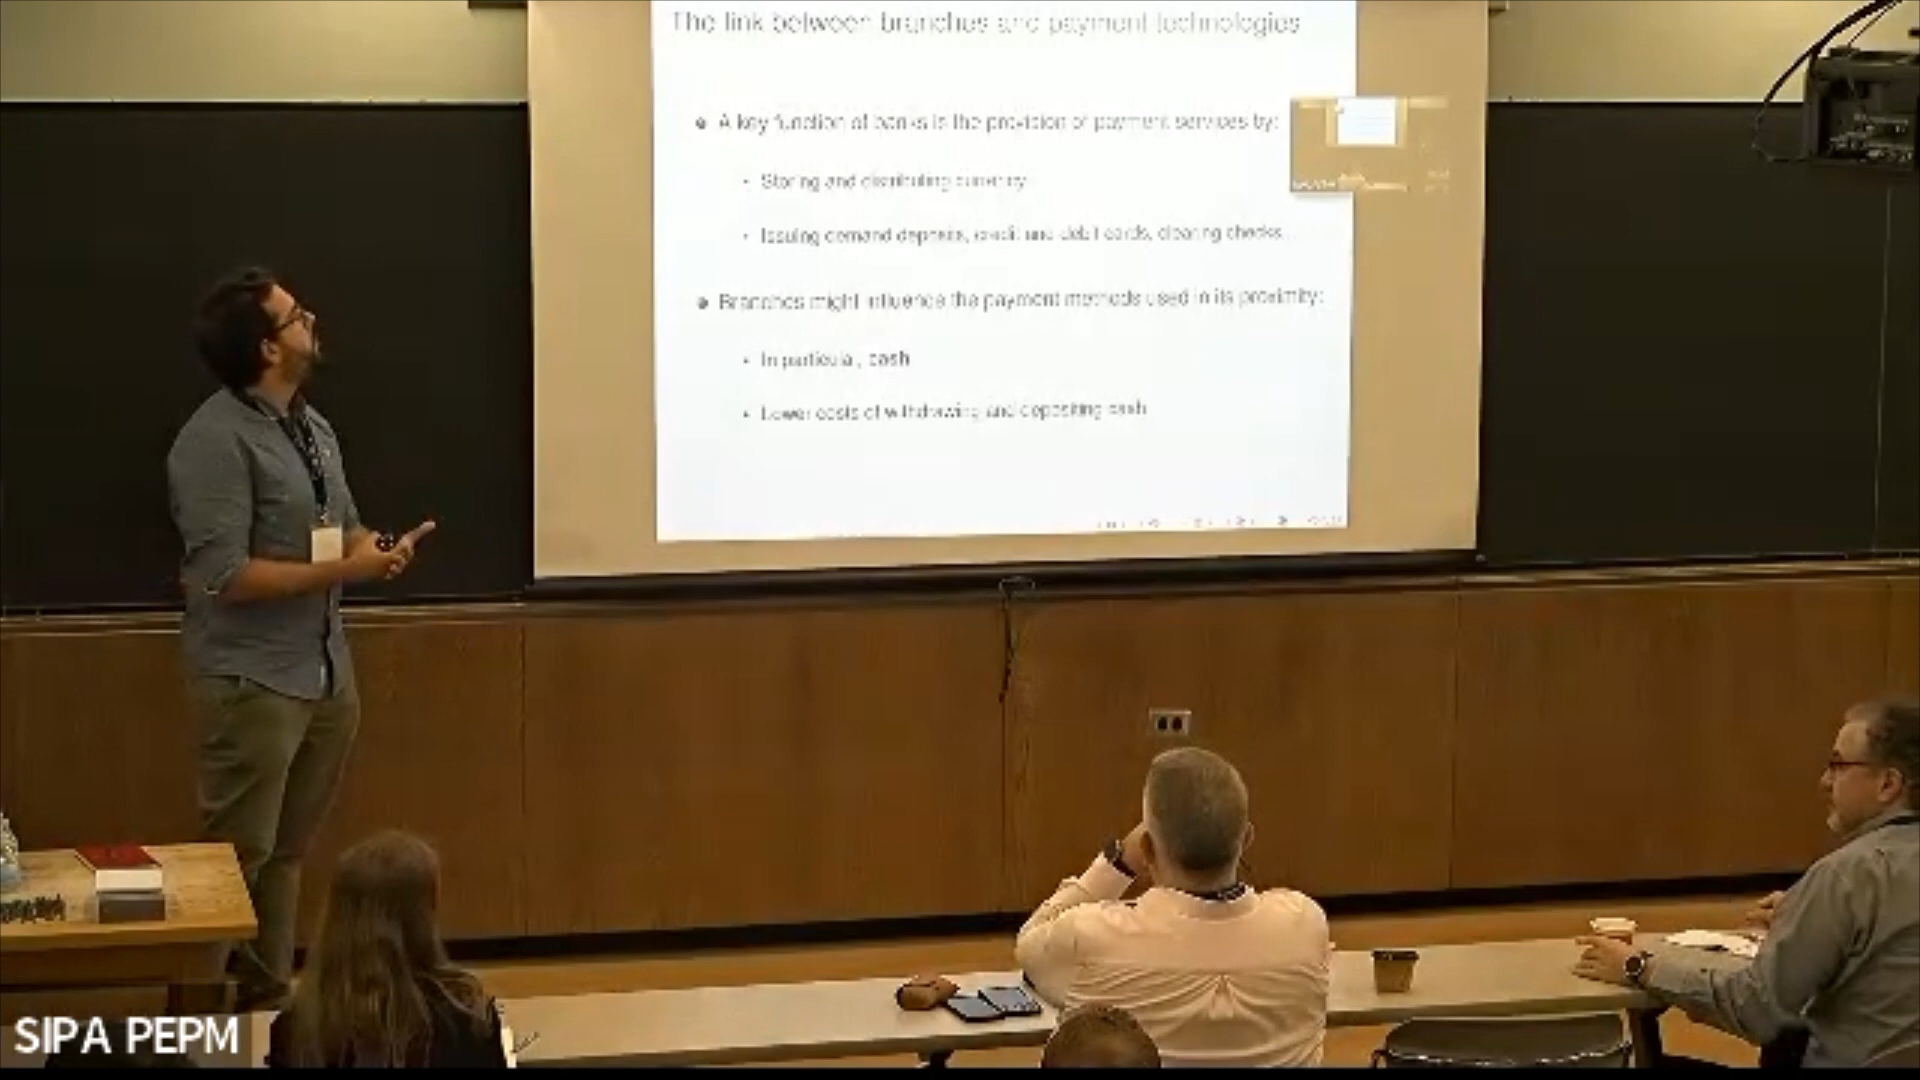 The link between branches and payment technologies
A key function of banks is the provision of payment services by:
Storing and distributing currency
Issuing demand deposits, credit and debit cards, clearing checks...
Branches might influence the payment methods used in its proximity:
In particular, cash
Lower costs of withdrawing and depositing cash
SIPA PEPM